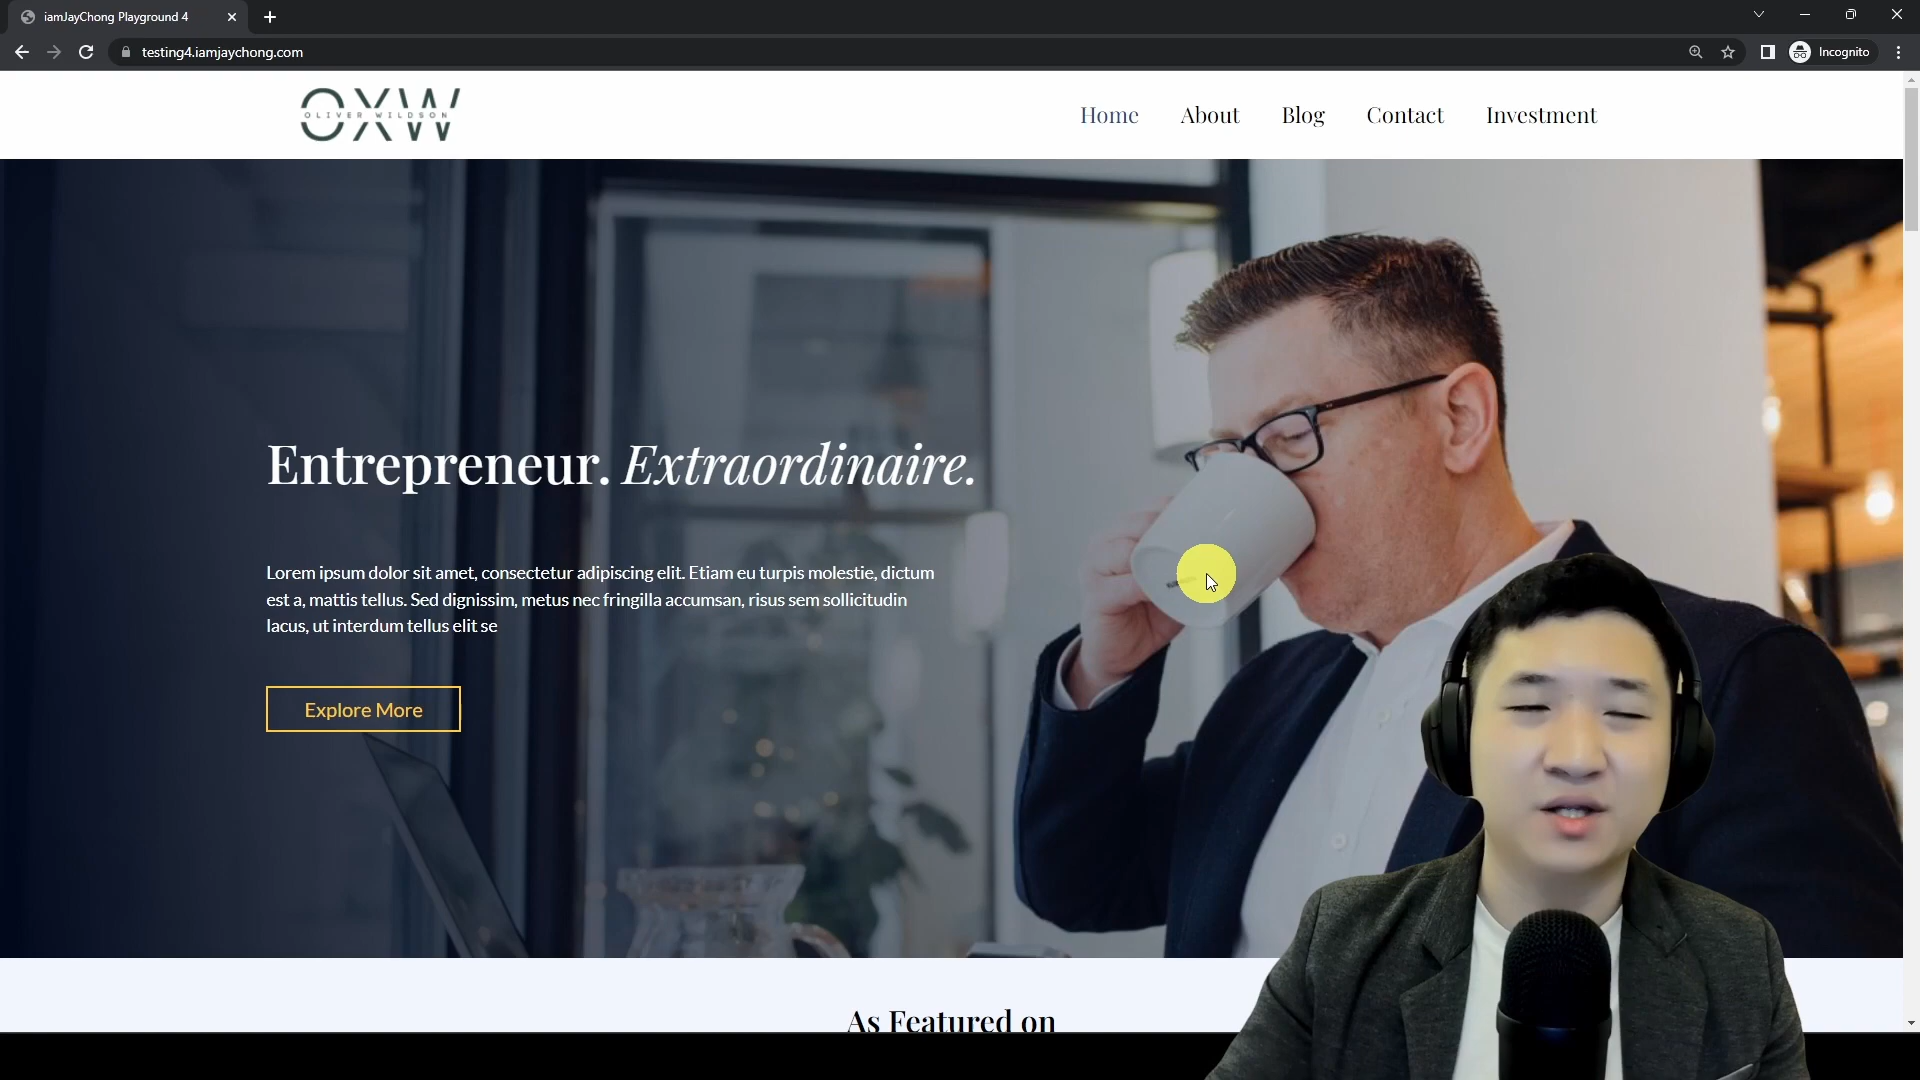 iamJayChong Playground 4
testing4.iamjaychong.com
Incognito
OXW
OLIVER WILDSON
Home
About
Blog
Contact
Investment
Entrepreneur. Extraordinaire.
Lorem ipsum dolor sit amet, consectetur adipiscing elit. Etiam eu turpis molestie, dictum
est a, mattis tellus. Sed dignissim, metus nec fringilla accumsan, risus sem sollicitudin
lacus, ut interdum tellus elit se
Explore More
As Featured on